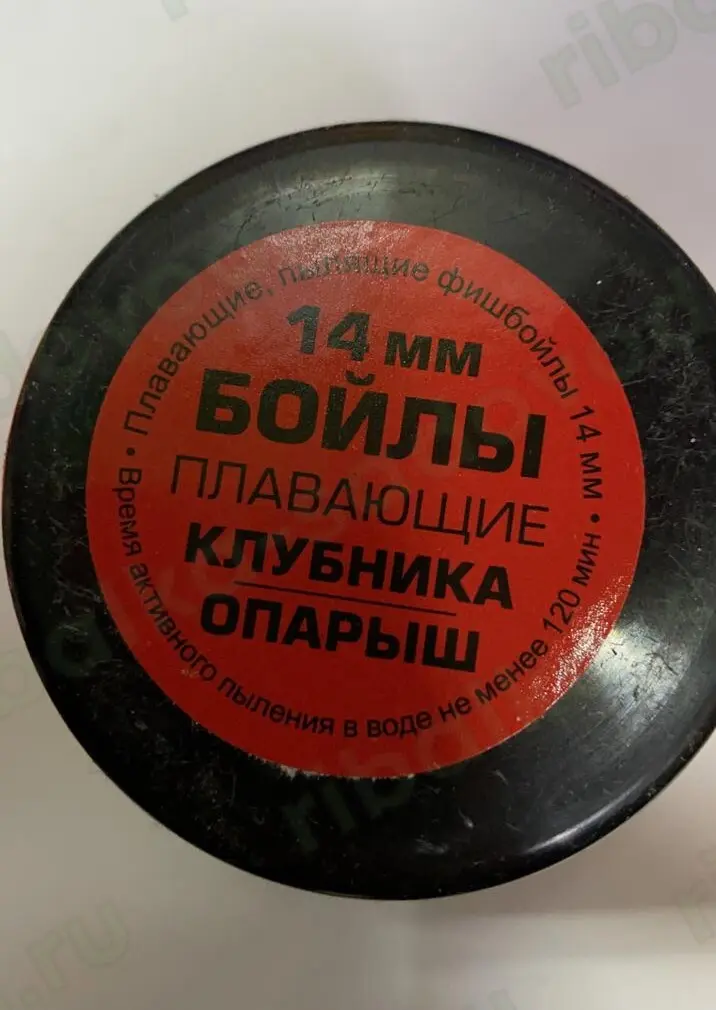 Плавающие, пылящие фишбойлы 14 мм •
14 мм
БОЙЛЫ
ПЛАВАЮЩИЕ
КЛУБНИКА
ОПАРЫШ
• Время активного пыления в воде не менее 120 мин •